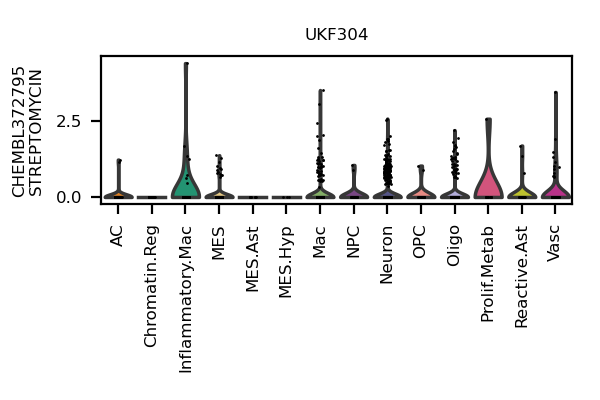 UKF304
CHEMBL372795
STREPTOMYCIN
2.5
0.0
AC
Chromatin.Reg
Inflammatory.Mac
MES
MES.Ast
MES.Hyp
Mac
NPC
Neuron
OPC
Oligo
Prolif.Metab
Reactive.Ast
Vasc